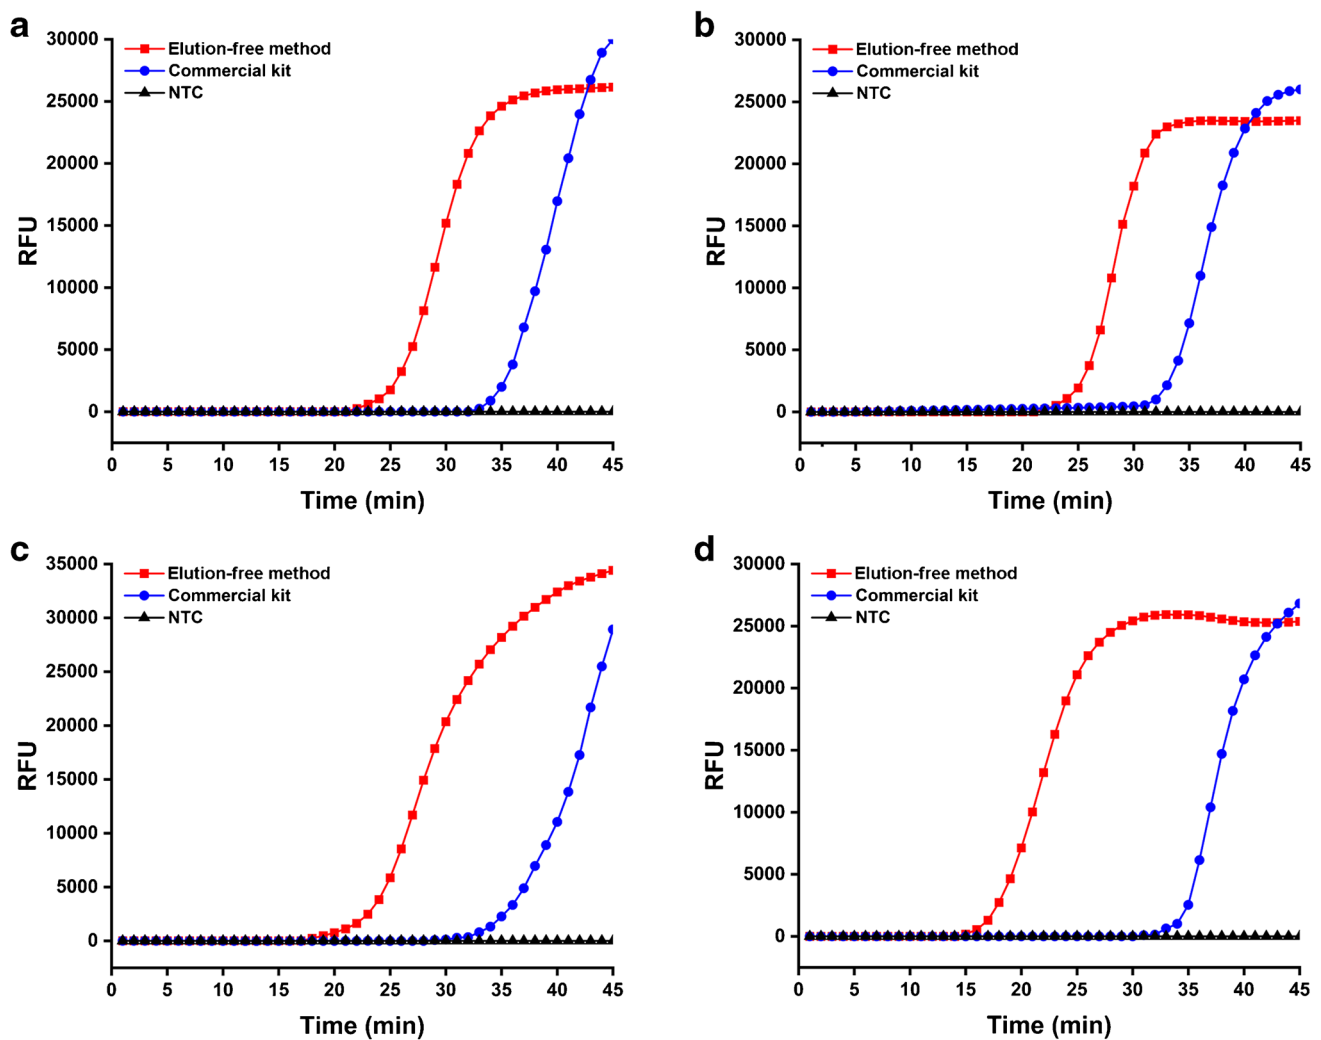 a
30000
25000
20000
15000
10000
5000
0
RFU
Elution-free method
Commercial kit
NTC
0 5 10 15 20 25 30 35 40 45
Time (min)
b
30000
25000
20000
15000
10000
5000
0
RFU
Elution-free method
Commercial kit
NTC
0 5 10 15 20 25 30 35 40 45
Time (min)
c
35000
30000
25000
20000
15000
10000
5000
0
RFU
Elution-free method
Commercial kit
NTC
0 5 10 15 20 25 30 35 40 45
Time (min)
d
30000
25000
20000
15000
10000
5000
0
RFU
Elution-free method
Commercial kit
NTC
0 5 10 15 20 25 30 35 40 45
Time (min)